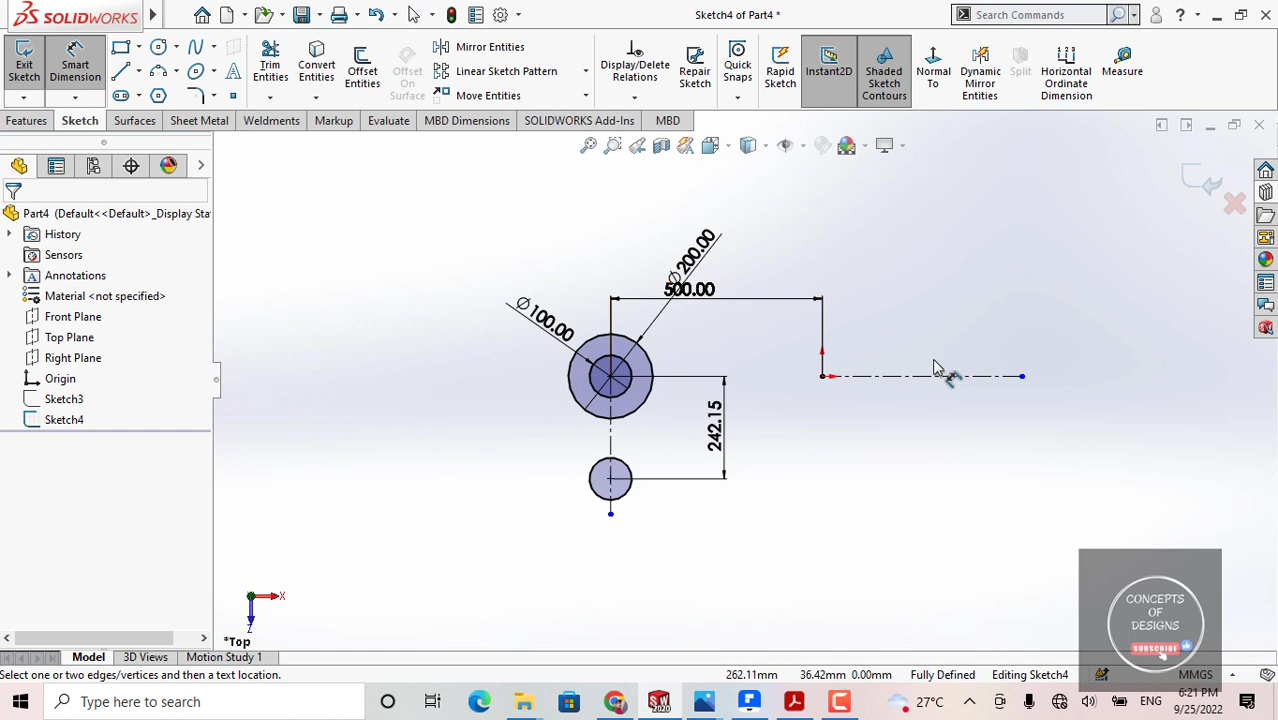 SOLIDWORKS
Sketch4 of Part4 *
Search Commands
Exit Sketch
Smart Dimension
Trim Entities
Convert Entities
Offset Entities
Offset On Surface
Mirror Entities
Linear Sketch Pattern
Move Entities
Display/Delete Relations
Repair Sketch
Quick Snaps
Rapid Sketch
Instant2D
Shaded Sketch Contours
Normal To
Dynamic Mirror Entities
Split
Horizontal Ordinate Dimension
Measure
Features
Sketch
Surfaces
Sheet Metal
Weldments
Markup
Evaluate
MBD Dimensions
SOLIDWORKS Add-Ins
MBD
Part4 (Default<<Default>_Display Sta
History
Sensors
Annotations
Material <not specified>
Front Plane
Top Plane
Right Plane
Origin
Sketch3
Sketch4
∅ 200.00
500.00
∅ 100.00
242.15
X
Z
*Top
CONCEPTS
OF
DESIGNS
SUBSCRIBE
Model
3D Views
Motion Study 1
Select one or two edges/vertices and then a text location.
262.11mm
36.42mm 0.00mm
Fully Defined
Editing Sketch4
MMGS
Type here to search
SW
2020
27°C
ENG
6:21 PM
9/25/2022